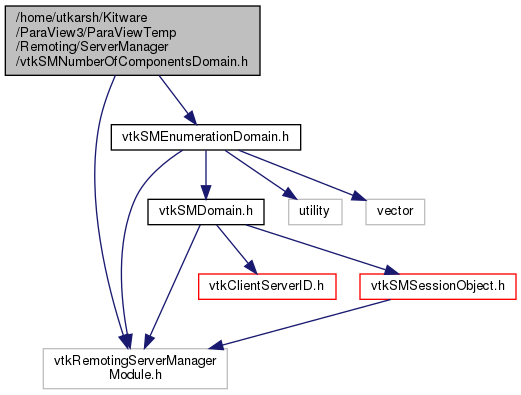 /home/utkarsh/Kitware
/ParaView3/ParaViewTemp
/Remoting/ServerManager
/vtkSMNumberOfComponentsDomain.h
vtkSMEnumerationDomain.h
vtkSMDomain.h
utility
vector
vtkClientServerID.h
vtkSMSessionObject.h
vtkRemotingServerManager
Module.h